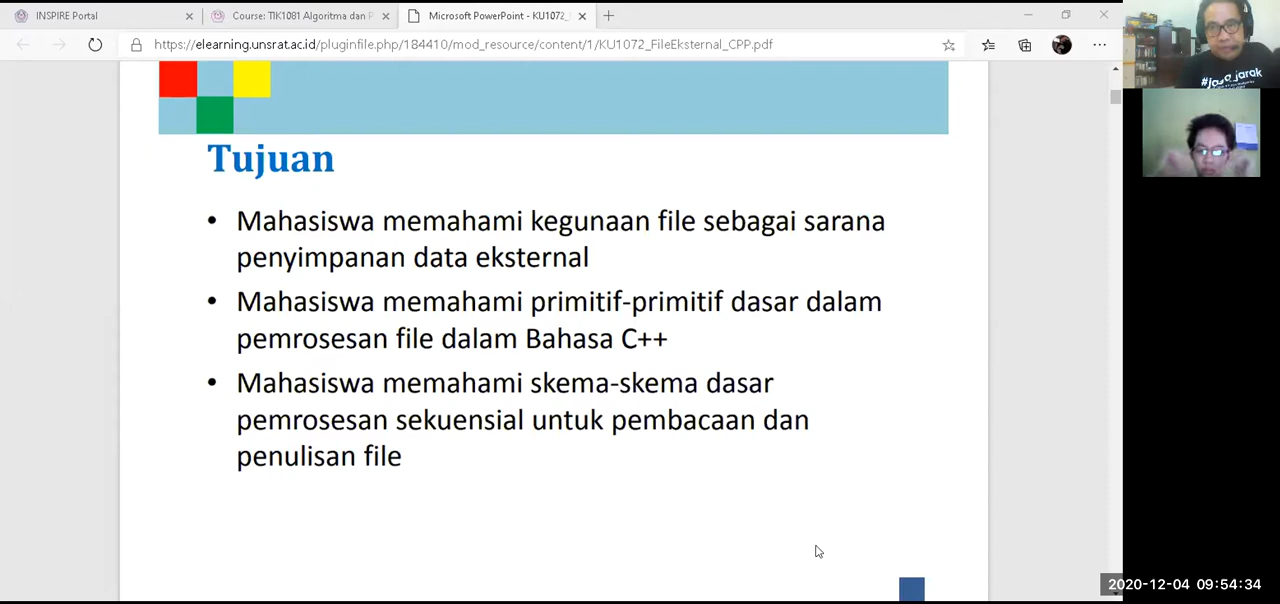 INSPIRE Portal
Course: TIK1081 Algoritma dan P
Microsoft PowerPoint - KU1072_
https://elearning.unsrat.ac.id/pluginfile.php/184410/mod_resource/content/1/KU1072_FileEksternal_CPP.pdf
Tujuan
• Mahasiswa memahami kegunaan file sebagai sarana
penyimpanan data eksternal
• Mahasiswa memahami primitif-primitif dasar dalam
pemrosesan file dalam Bahasa C++
• Mahasiswa memahami skema-skema dasar
pemrosesan sekuensial untuk pembacaan dan
penulisan file
2020-12-04 09:54:34